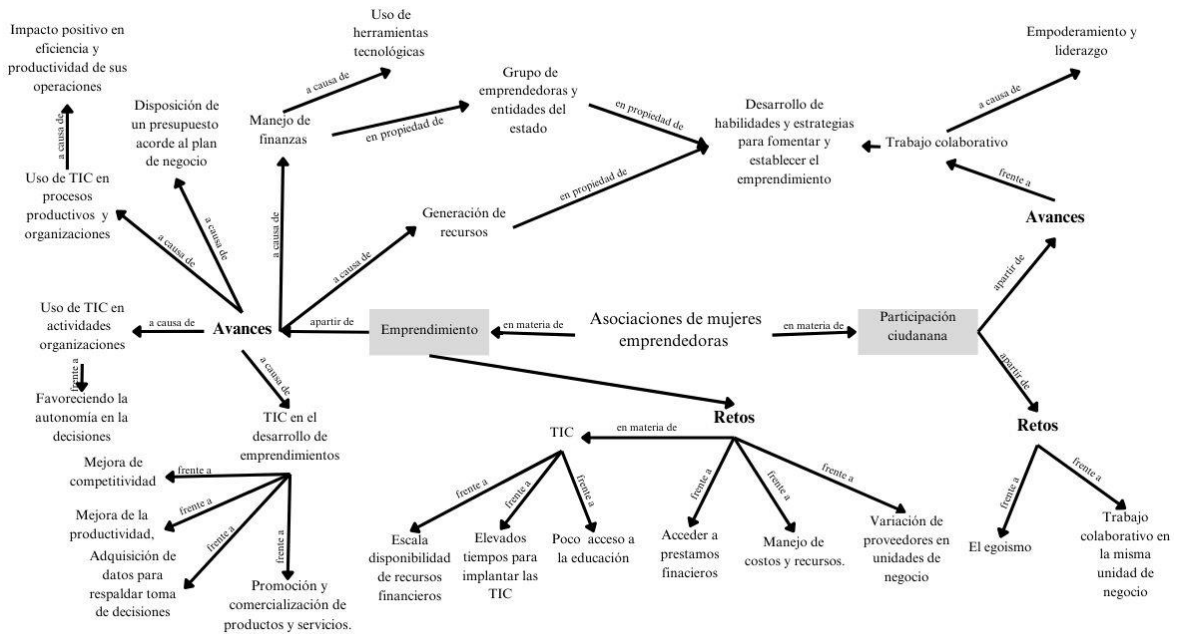 Impacto positivo en
eficiencia y
productividad de sus
operaciones
a causa de
Uso de TIC en
procesos
productivos y
organizaciones
a causa de
Disposición de
un presupuesto
acorde al plan
de negocio
a causa de
Uso de
herramientas
tecnológicas
a causa de
Manejo de
finanzas
a causa de
en propiedad de
Grupo de
emprendedoras y
entidades del
estado
en propiedad de
Generación de
recursos
a causa de
en propiedad de
Desarrollo de
habilidades y estrategias
para fomentar y
establecer el
emprendimiento
Empoderamiento y
liderazgo
a causa de
Trabajo colaborativo
frente a
Avances
apartir de
Uso de TIC en
actividades
organizaciones
a causa de
Avances
apartir de
Emprendimiento
en materia de
Asociaciones de mujeres
emprendedoras
en materia de
Participación
ciudanana
apartir de
frente a
Favoreciendo la
autonomía en la
decisiones
a causa de
TIC en el
desarrollo de
emprendimientos
frente a
Mejora de
competitividad
frente a
Mejora de la
productividad,
frente a
Adquisición de
datos para
respaldar toma
de decisiones
frente a
Promoción y
comercialización de
productos y servicios.
Retos
en materia de
TIC
frente a
Escala
disponibilidad
de recursos
financieros
frente a
Elevados
tiempos para
implantar las
TIC
frente a
Poco acceso a
la educación
frente a
Acceder a
prestamos
finacieros
Manejo de
costos y recursos.
frente a
Variación de
proveedores en
unidades de
negocio
Retos
frente a
El egoismo
frente a
Trabajo
colaborativo en
la misma
unidad de
negocio